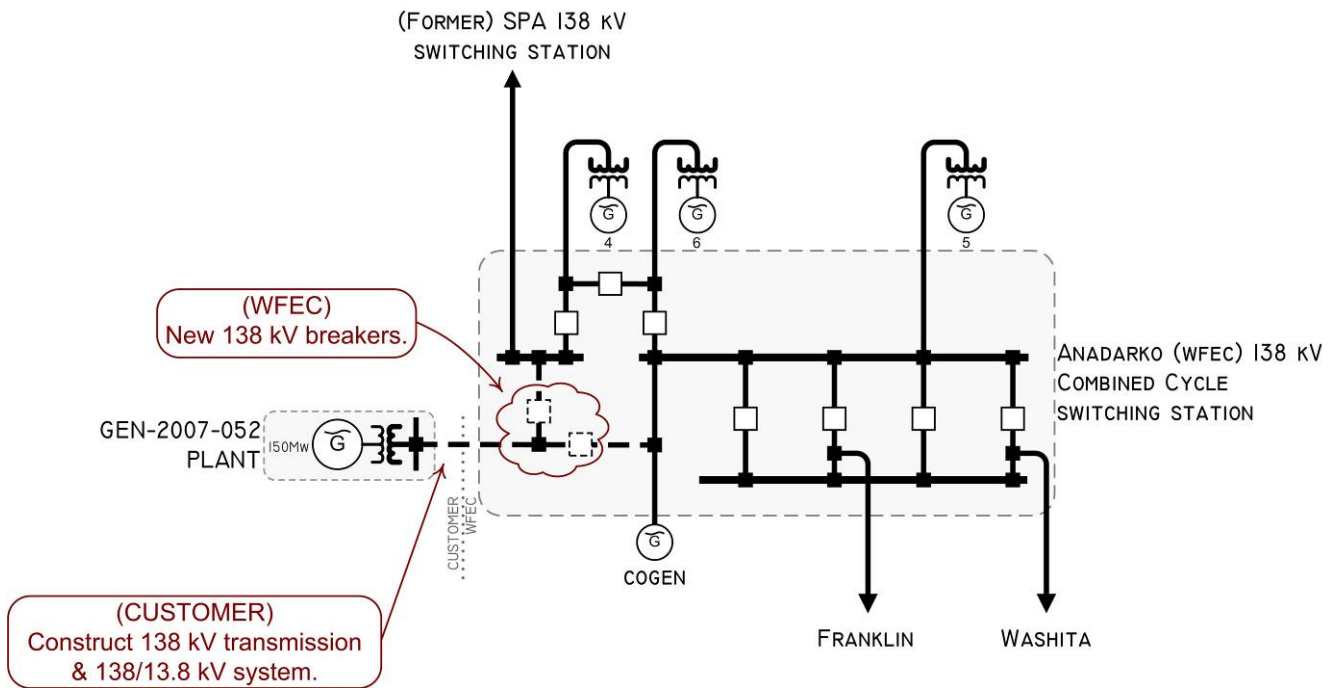 (FORMER) SPA 138 KV
SWITCHING STATION
G
4
G
6
G
5
(WFEC)
New 138 kV breakers.
ANADARKO (WFEC) 138 KV
COMBINED CYCLE
SWITCHING STATION
GEN-2007-052
PLANT
150MW
G
CUSTOMER
WFEC
G
COGEN
(CUSTOMER)
Construct 138 kV transmission
& 138/13.8 kV system.
FRANKLIN
WASHITA